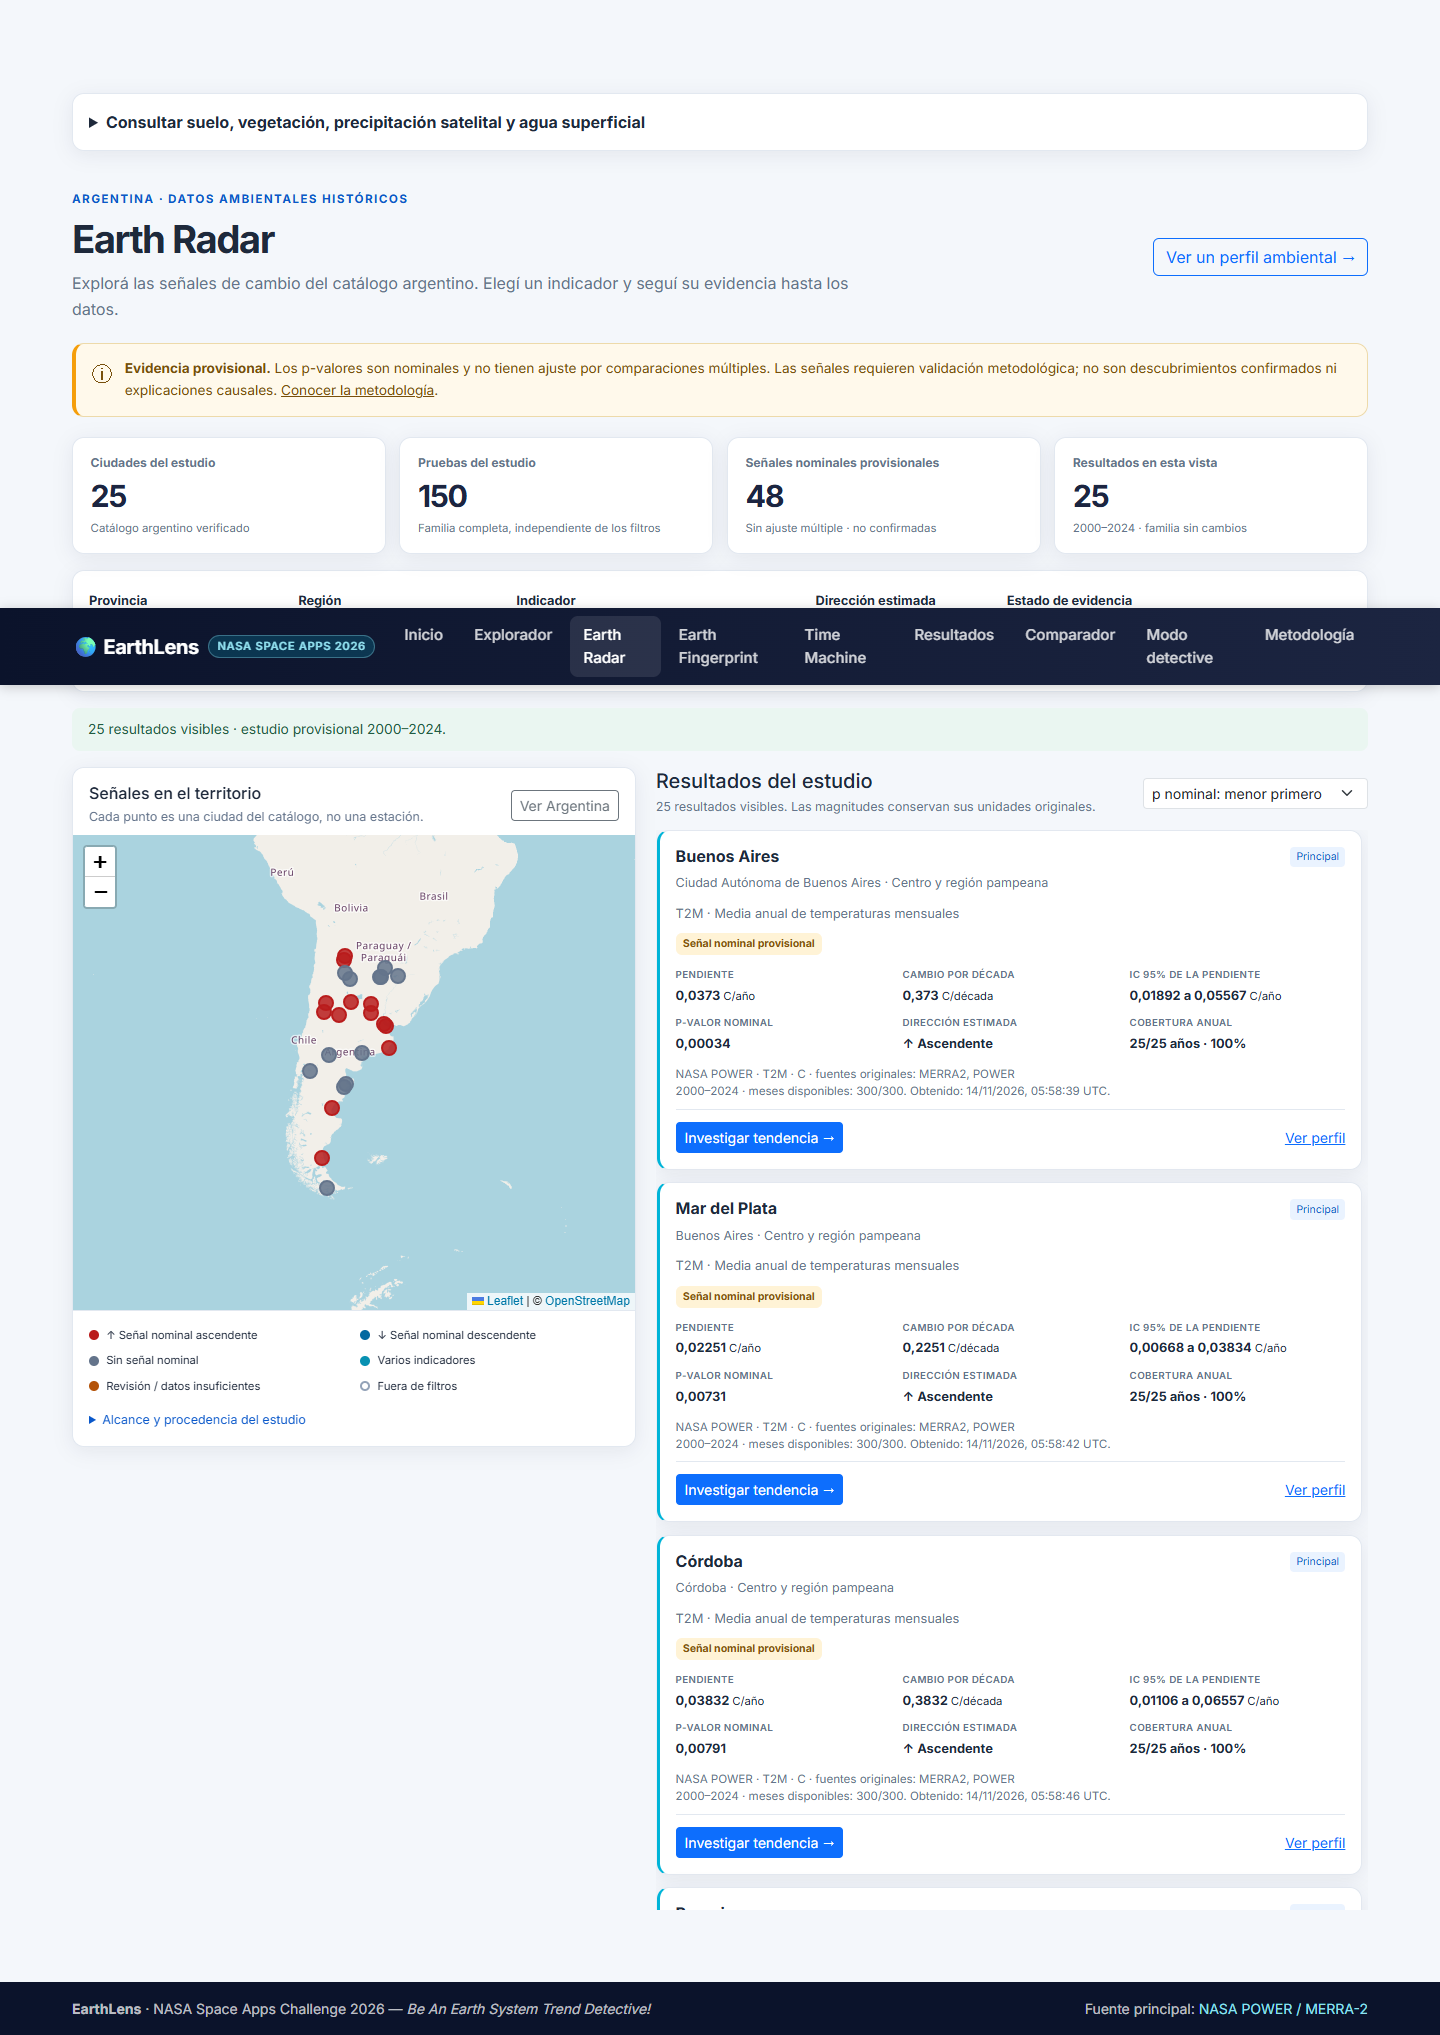 ▶ Consultar suelo, vegetación, precipitación satelital y agua superficial
ARGENTINA · DATOS AMBIENTALES HISTÓRICOS
Earth Radar
Ver un perfil ambiental →
Explorá las señales de cambio del catálogo argentino. Elegí un indicador y seguí su evidencia hasta los
datos.
Evidencia provisional. Los p-valores son nominales y no tienen ajuste por comparaciones múltiples. Las señales requieren validación metodológica; no son descubrimientos confirmados ni
explicaciones causales. Conocer la metodología.
Ciudades del estudio
25
Catálogo argentino verificado
Pruebas del estudio
150
Familia completa, independiente de los filtros
Señales nominales provisionales
48
Sin ajuste múltiple · no confirmadas
Resultados en esta vista
25
2000–2024 · familia sin cambios
Provincia Región Indicador Dirección estimada Estado de evidencia
EarthLens
NASA SPACE APPS 2026
Inicio
Explorador
Earth
Radar
Earth
Fingerprint
Time
Machine
Resultados
Comparador
Modo
detective
Metodología
25 resultados visibles · estudio provisional 2000–2024.
Señales en el territorio
Cada punto es una ciudad del catálogo, no una estación.
Ver Argentina
+
−
Perú
Brasil
Bolivia
Paraguay /
Paraguái
Chile
Argentina
Leaflet | © OpenStreetMap
↑ Señal nominal ascendente
↓ Señal nominal descendente
Sin señal nominal
Varios indicadores
Revisión / datos insuficientes
Fuera de filtros
▶ Alcance y procedencia del estudio
Resultados del estudio
25 resultados visibles. Las magnitudes conservan sus unidades originales.
p nominal: menor primero
Buenos Aires
Principal
Ciudad Autónoma de Buenos Aires · Centro y región pampeana
T2M · Media anual de temperaturas mensuales
Señal nominal provisional
PENDIENTE CAMBIO POR DÉCADA IC 95% DE LA PENDIENTE
0,0373 C/año 0,373 C/década 0,01892 a 0,05567 C/año
P-VALOR NOMINAL DIRECCIÓN ESTIMADA COBERTURA ANUAL
0,00034 ↑ Ascendente 25/25 años · 100%
NASA POWER · T2M · C · fuentes originales: MERRA2, POWER
2000–2024 · meses disponibles: 300/300. Obtenido: 14/11/2026, 05:58:39 UTC.
Investigar tendencia →
Ver perfil
Mar del Plata
Principal
Buenos Aires · Centro y región pampeana
T2M · Media anual de temperaturas mensuales
Señal nominal provisional
PENDIENTE CAMBIO POR DÉCADA IC 95% DE LA PENDIENTE
0,02251 C/año 0,2251 C/década 0,00668 a 0,03834 C/año
P-VALOR NOMINAL DIRECCIÓN ESTIMADA COBERTURA ANUAL
0,00731 ↑ Ascendente 25/25 años · 100%
NASA POWER · T2M · C · fuentes originales: MERRA2, POWER
2000–2024 · meses disponibles: 300/300. Obtenido: 14/11/2026, 05:58:42 UTC.
Investigar tendencia →
Ver perfil
Córdoba
Principal
Córdoba · Centro y región pampeana
T2M · Media anual de temperaturas mensuales
Señal nominal provisional
PENDIENTE CAMBIO POR DÉCADA IC 95% DE LA PENDIENTE
0,03832 C/año 0,3832 C/década 0,01106 a 0,06557 C/año
P-VALOR NOMINAL DIRECCIÓN ESTIMADA COBERTURA ANUAL
0,00791 ↑ Ascendente 25/25 años · 100%
NASA POWER · T2M · C · fuentes originales: MERRA2, POWER
2000–2024 · meses disponibles: 300/300. Obtenido: 14/11/2026, 05:58:46 UTC.
Investigar tendencia →
Ver perfil
EarthLens · NASA Space Apps Challenge 2026 — Be An Earth System Trend Detective!
Fuente principal: NASA POWER / MERRA-2